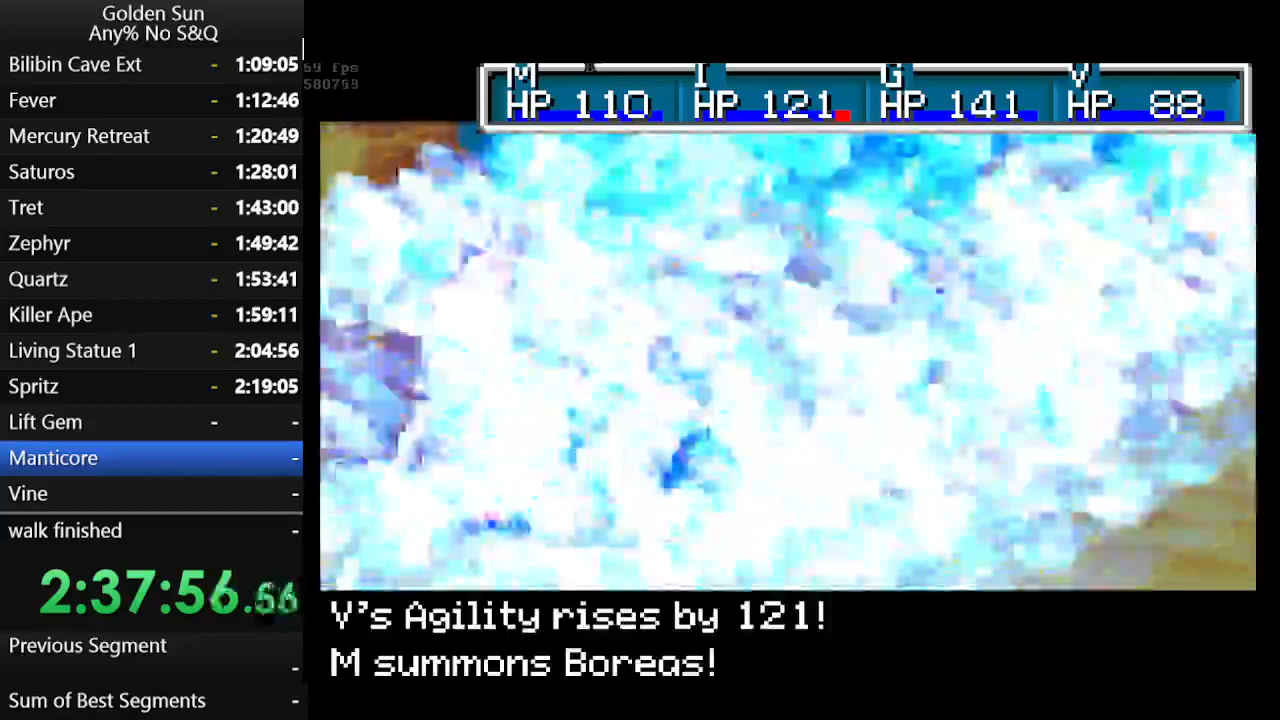 Golden Sun
Any% No S&Q
Bilibin Cave Ext - 1:09:05
Fever - 1:12:46
Mercury Retreat - 1:20:49
Saturos - 1:28:01
Tret - 1:43:00
Zephyr - 1:49:42
Quartz - 1:53:41
Killer Ape - 1:59:11
Living Statue 1 - 2:04:56
Spritz - 2:19:05
Lift Gem - -
Manticore -
Vine -
walk finished -
2:37:56.56
Previous Segment
-
Sum of Best Segments -
59 fps
580759
M I G V
HP 110 HP 121 HP 141 HP 88
V's Agility rises by 121!
M summons Boreas!